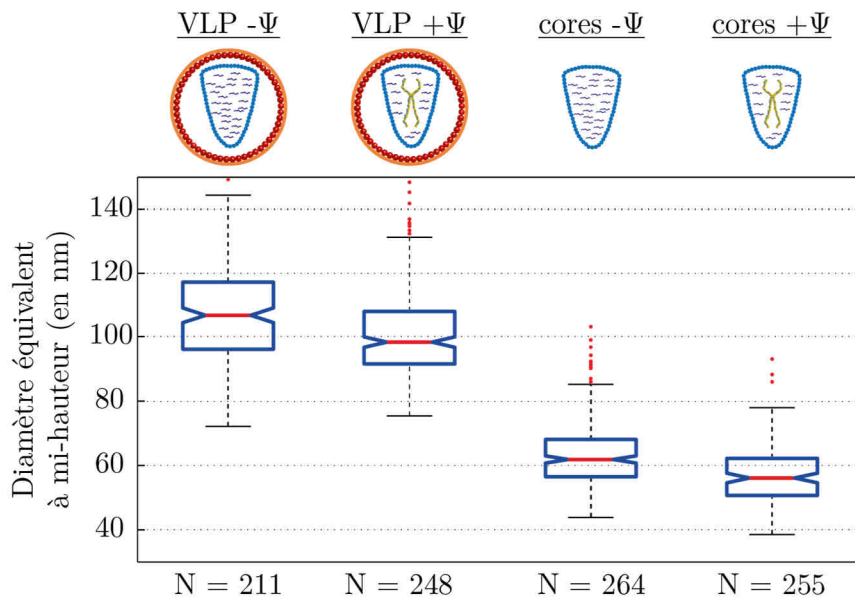 VLP -Ψ
VLP +Ψ
cores -Ψ
cores +Ψ
Diamètre équivalent
à mi-hauteur (en nm)
140
120
100
80
60
40
N = 211
N = 248
N = 264
N = 255